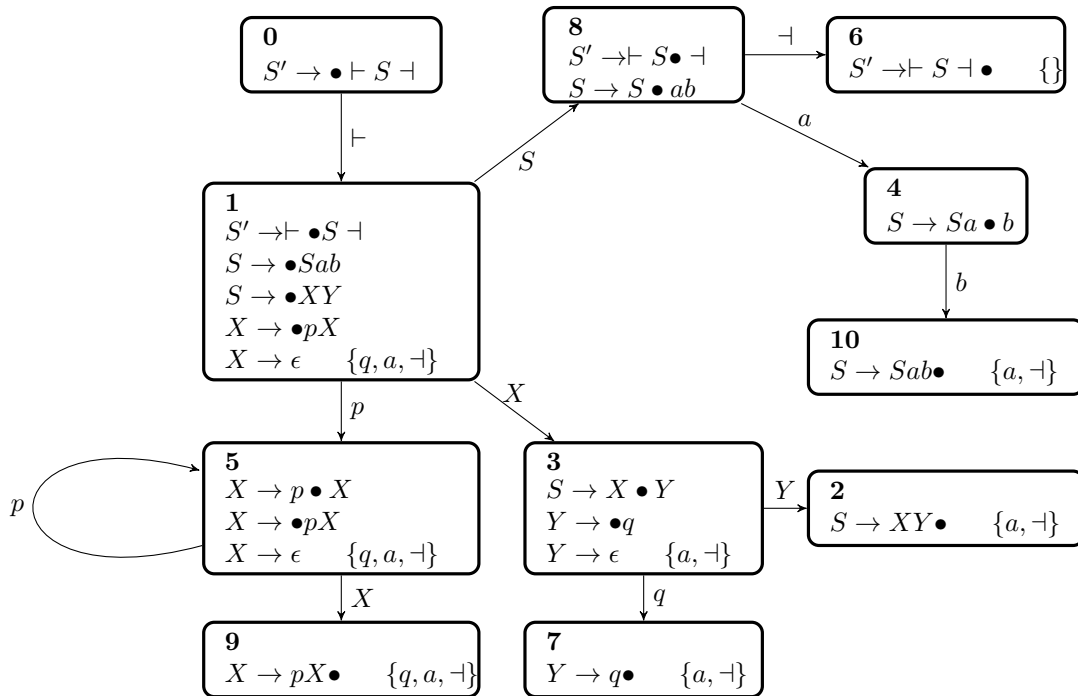 0
S′ → • ⊢ S ⊣
8
S′ →⊢ S• ⊣
S → S • ab
⊣
6
S′ →⊢ S ⊣ • {}
⊢
S
a
1
S′ →⊢ •S ⊣
S → •Sab
S → •XY
X → •pX
X → ϵ {q, a, ⊣}
4
S → Sa • b
b
10
S → Sab• {a, ⊣}
p
X
5
X → p • X
X → •pX
X → ϵ {q, a, ⊣}
p
3
S → X • Y
Y → •q
Y → ϵ {a, ⊣}
Y
2
S → XY• {a, ⊣}
X
q
9
X → pX• {q, a, ⊣}
7
Y → q• {a, ⊣}